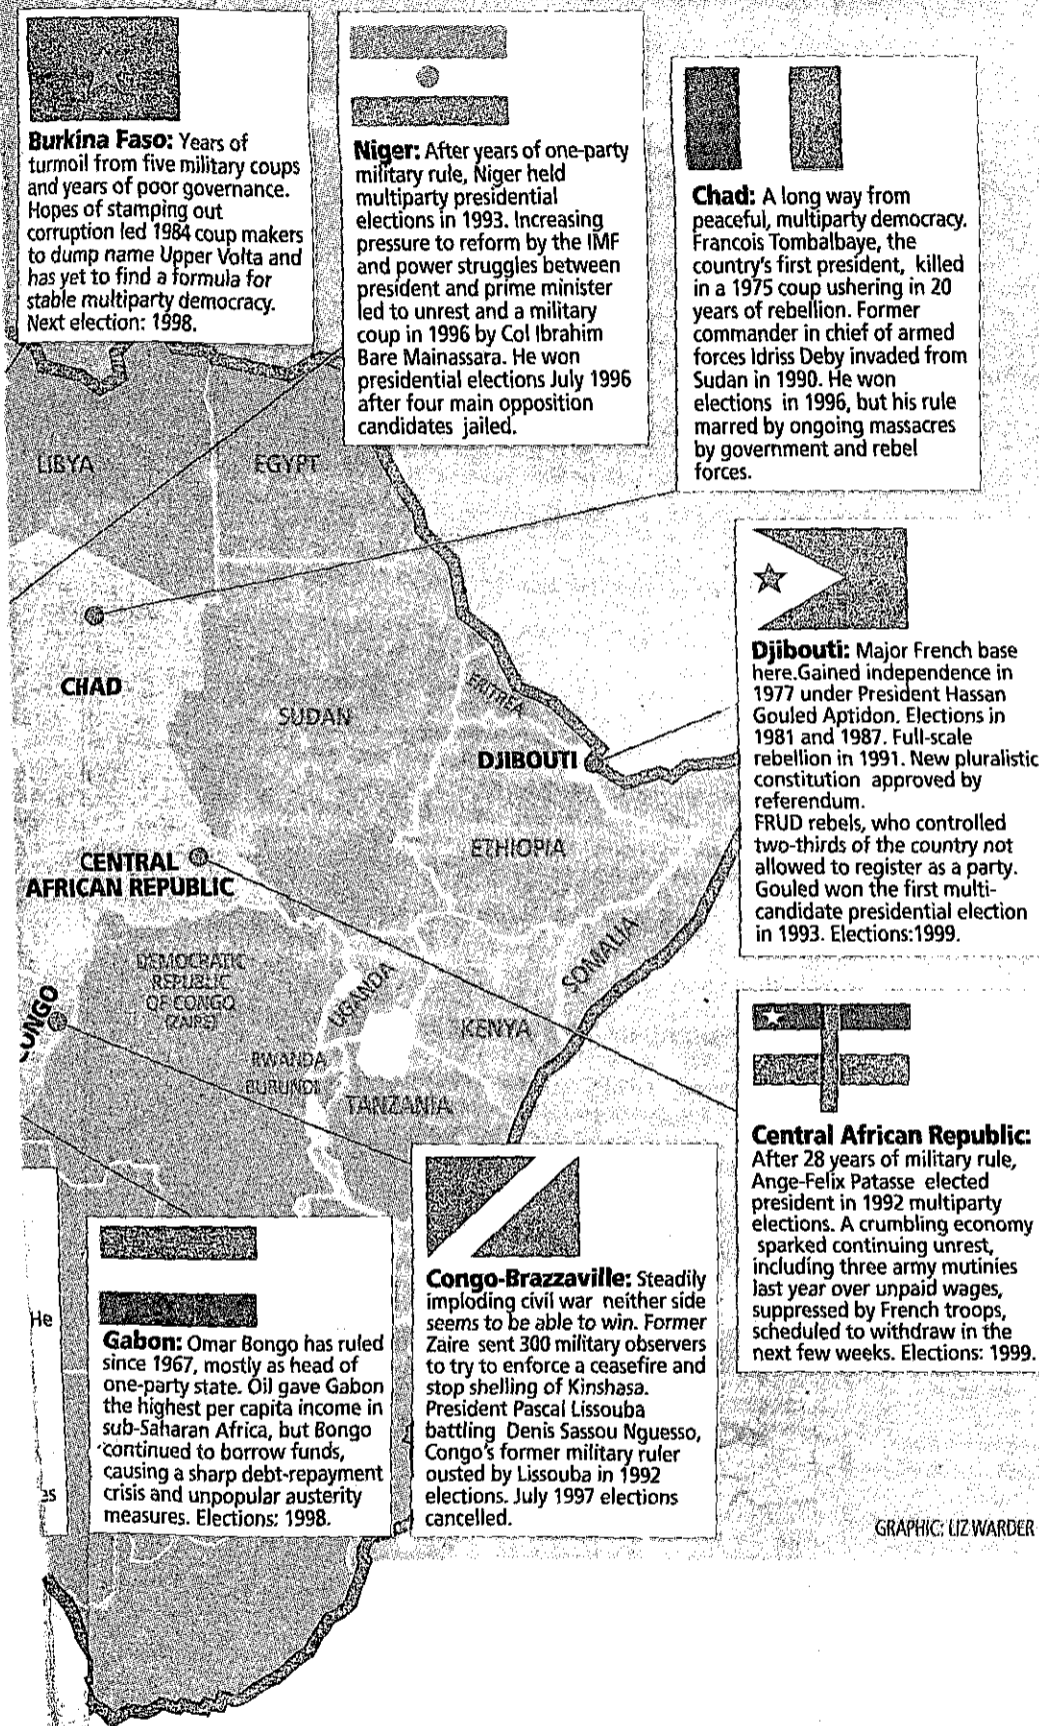 Burkina Faso: Years of
turmoil from five military coups
and years of poor governance.
Hopes of stamping out
corruption led 1984 coup makers
to dump name Upper Volta and
has yet to find a formula for
stable multiparty democracy.
Next election: 1998.
Niger: After years of one-party
military rule, Niger held
multiparty presidential
elections in 1993. Increasing
pressure to reform by the IMF
and power struggles between
president and prime minister
led to unrest and a military
coup in 1996 by Col Ibrahim
Bare Mainassara. He won
presidential elections July 1996
after four main opposition
candidates jailed.
Chad: A long way from
peaceful, multiparty democracy.
Francois Tombalbaye, the
country's first president, killed
in a 1975 coup ushering in 20
years of rebellion. Former
commander in chief of armed
forces Idriss Deby invaded from
Sudan in 1990. He won
elections in 1996, but his rule
marred by ongoing massacres
by government and rebel
forces.
LIBYA
EGYPT
CHAD
SUDAN
ERITREA
DJIBOUTI
ETHIOPIA
CENTRAL
AFRICAN REPUBLIC
SOMALIA
DEMOCRATIC
REPUBLIC
OF CONGO
(ZAIRE)
UGANDA
KENYA
CONGO
RWANDA
BURUNDI
TANZANIA
Djibouti: Major French base
here.Gained independence in
1977 under President Hassan
Gouled Aptidon. Elections in
1981 and 1987. Full-scale
rebellion in 1991. New pluralistic
constitution approved by
referendum.
FRUD rebels, who controlled
two-thirds of the country not
allowed to register as a party.
Gouled won the first multi-
candidate presidential election
in 1993. Elections:1999.
Central African Republic:
After 28 years of military rule,
Ange-Felix Patasse elected
president in 1992 multiparty
elections. A crumbling economy
sparked continuing unrest,
including three army mutinies
last year over unpaid wages,
suppressed by French troops,
scheduled to withdraw in the
next few weeks. Elections: 1999.
He
es
Gabon: Omar Bongo has ruled
since 1967, mostly as head of
one-party state. Oil gave Gabon
the highest per capita income in
sub-Saharan Africa, but Bongo
continued to borrow funds,
causing a sharp debt-repayment
crisis and unpopular austerity
measures. Elections: 1998.
Congo-Brazzaville: Steadily
imploding civil war neither side
seems to be able to win. Former
Zaire sent 300 military observers
to try to enforce a ceasefire and
stop shelling of Kinshasa.
President Pascal Lissouba
battling Denis Sassou Nguesso,
Congo's former military ruler
ousted by Lissouba in 1992
elections. July 1997 elections
cancelled.
GRAPHIC: LIZ WARDER